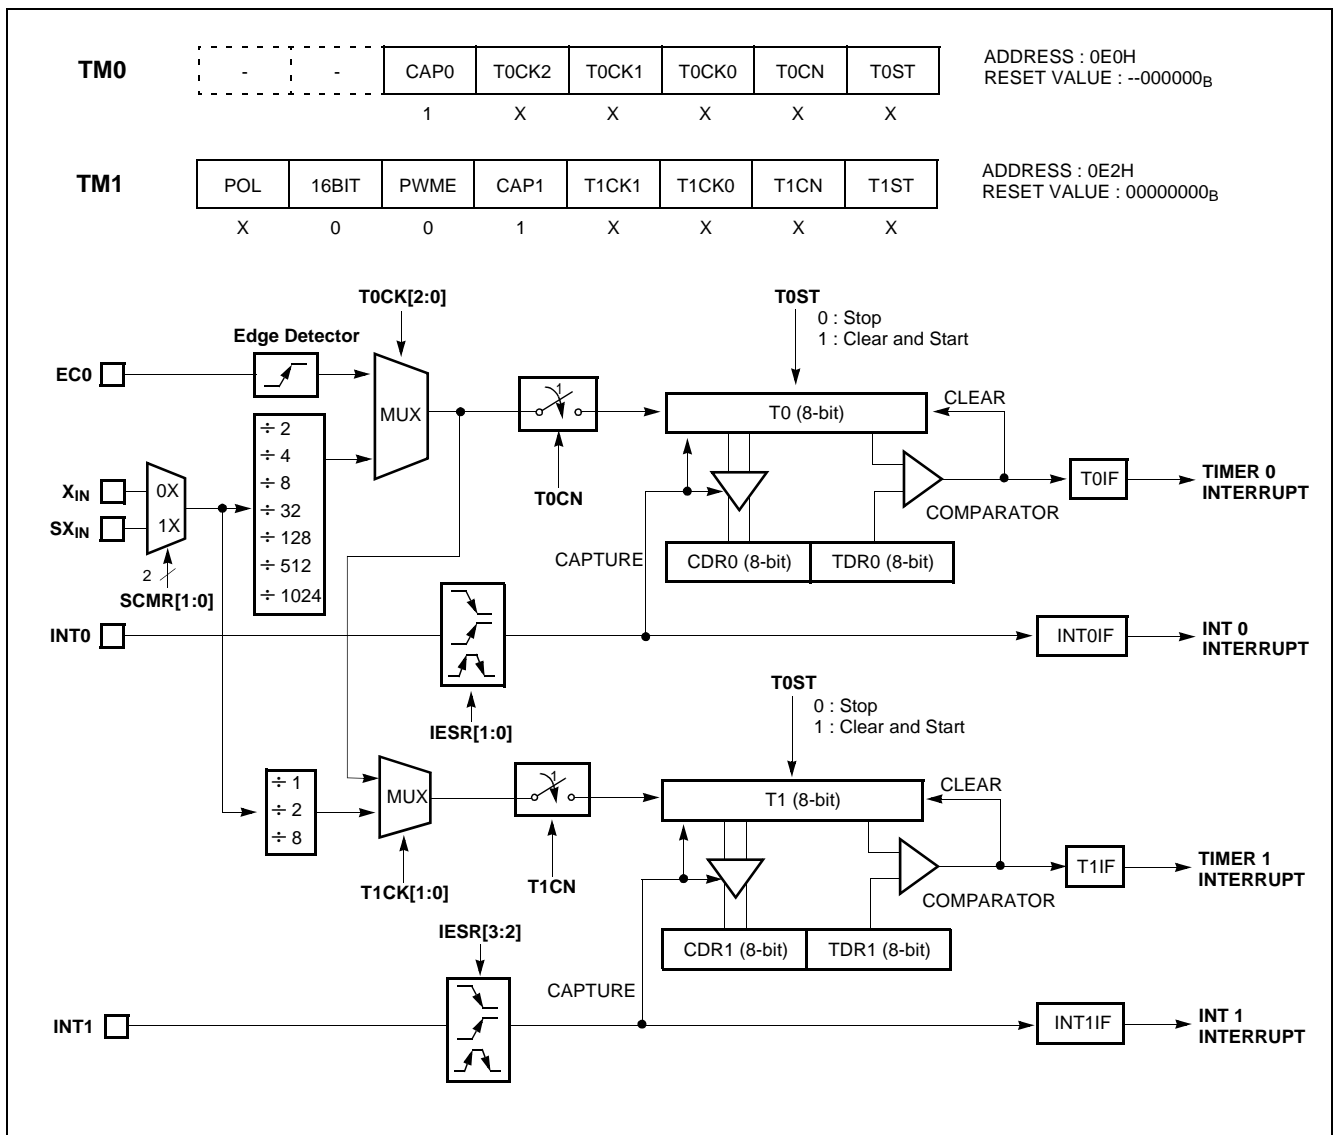 TM0 - - CAP0 T0CK2 T0CK1 T0CK0 T0CN T0ST
ADDRESS : 0E0H
RESET VALUE : --000000B
1 X X X X X
TM1 POL 16BIT PWME CAP1 T1CK1 T1CK0 T1CN T1ST
ADDRESS : 0E2H
RESET VALUE : 00000000B
X 0 0 1 X X X X
T0CK[2:0]
T0ST
0 : Stop
1 : Clear and Start
Edge Detector
EC0
MUX
1
T0 (8-bit)
CLEAR
÷ 2
÷ 4
÷ 8
÷ 32
÷ 128
÷ 512
÷ 1024
XIN
SXIN
0X
1X
2
SCMR[1:0]
T0CN
COMPARATOR
T0IF
TIMER 0
INTERRUPT
CAPTURE
CDR0 (8-bit)
TDR0 (8-bit)
INT0
INT0IF
INT 0
INTERRUPT
IESR[1:0]
T0ST
0 : Stop
1 : Clear and Start
÷ 1
÷ 2
÷ 8
MUX
1
T1 (8-bit)
CLEAR
T1CK[1:0]
T1CN
COMPARATOR
T1IF
TIMER 1
INTERRUPT
IESR[3:2]
CDR1 (8-bit)
TDR1 (8-bit)
CAPTURE
INT1
INT1IF
INT 1
INTERRUPT